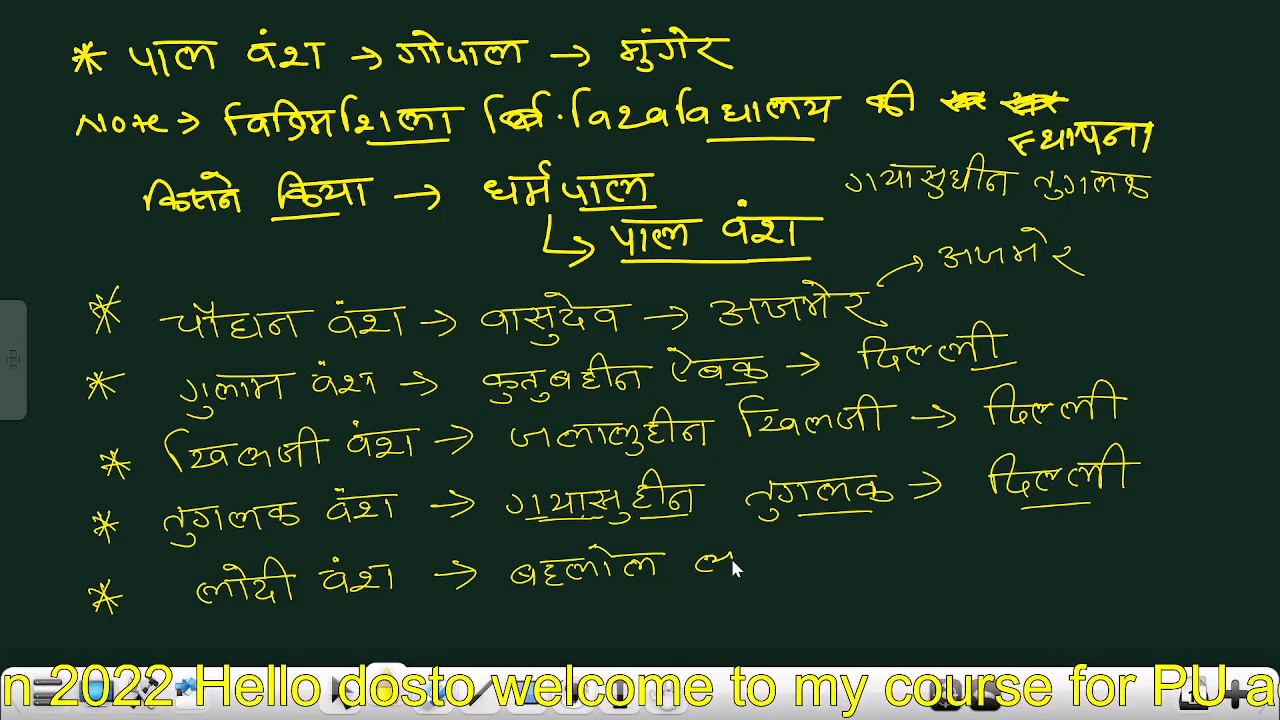 * पाल वंश → गोपाल → मुंगेर
Note → विक्रमशिला विश्वविद्यालय की स्थापना
किसने किया → धर्मपाल
गयासुद्दीन तुगलक
↳ पाल वंश
→ अजमेर
* चौहान वंश → वासुदेव → अजमेर
* गुलाम वंश → कुतुबद्दीन ऐबक → दिल्ली
* खिलजी वंश → जलालुद्दीन खिलजी → दिल्ली
* तुगलक वंश → गयासुद्दीन तुगलक → दिल्ली
* लोदी वंश → बहलोल ल
n 2022 Hello dosto welcome to my course for PU a